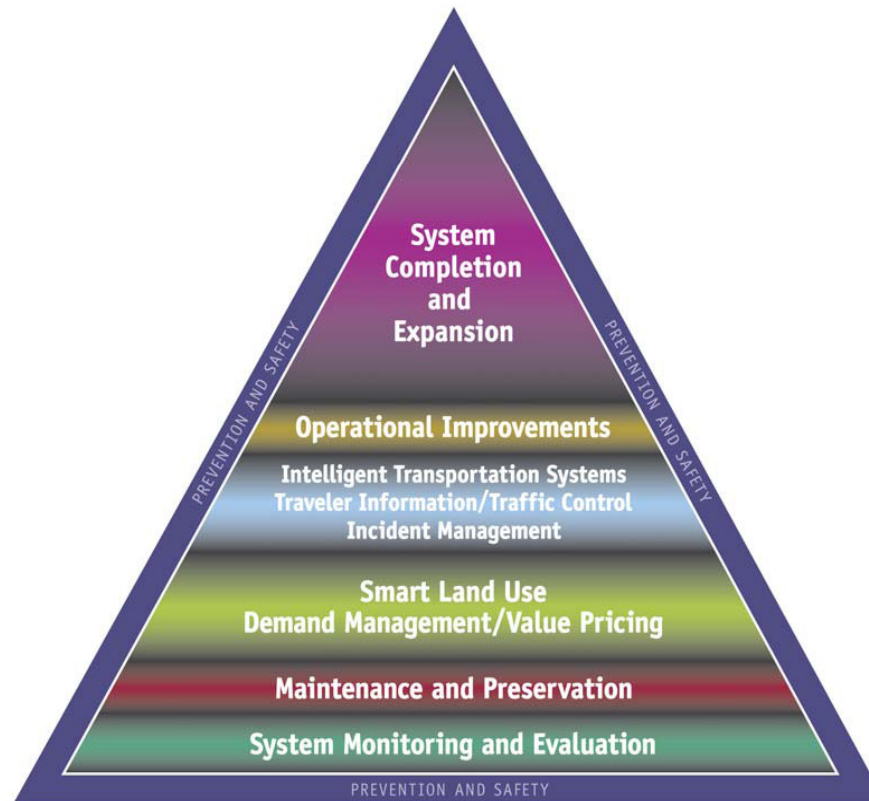 System
Completion
and
Expansion
PREVENTION AND SAFETY
PREVENTION AND SAFETY
Operational Improvements
Intelligent Transportation Systems
Traveler Information/Traffic Control
Incident Management
Smart Land Use
Demand Management/Value Pricing
Maintenance and Preservation
System Monitoring and Evaluation
PREVENTION AND SAFETY